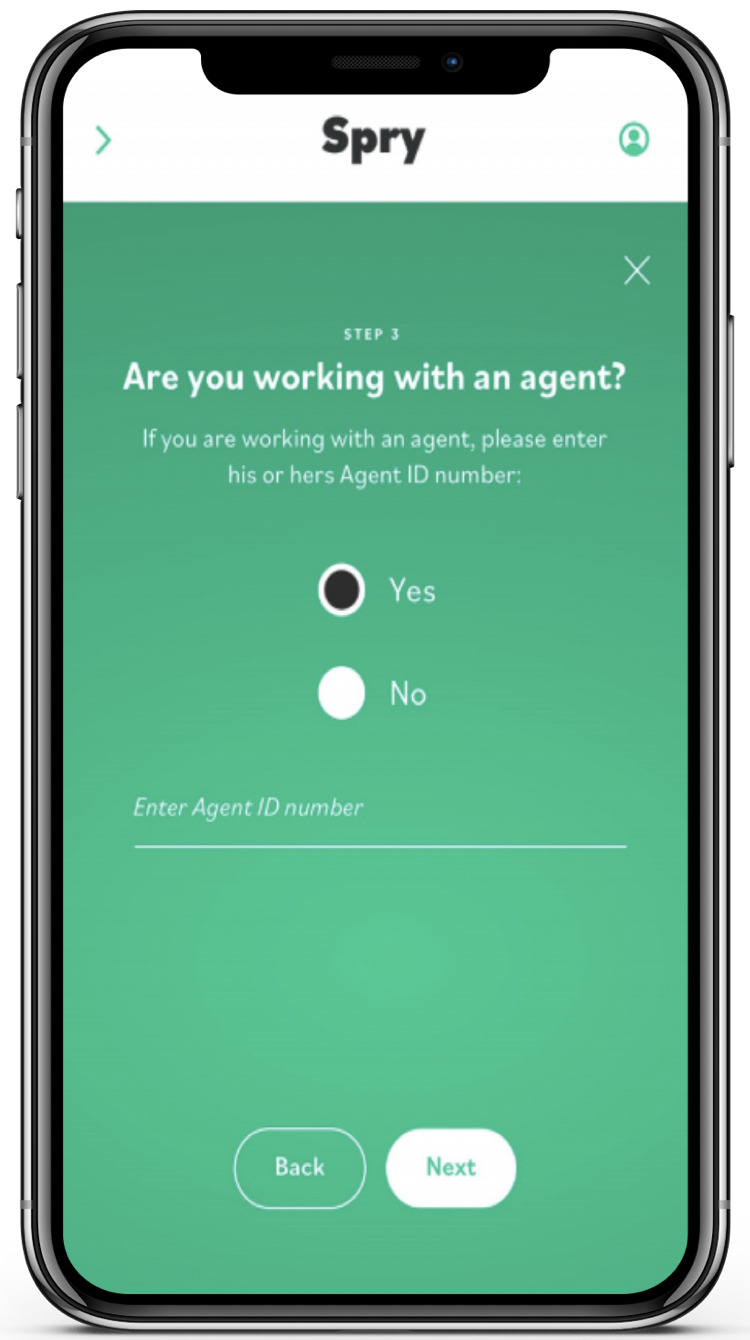 Spry
STEP 3
Are you working with an agent?
If you are working with an agent, please enter
his or hers Agent ID number:
Yes
No
Enter Agent ID number
Back
Next